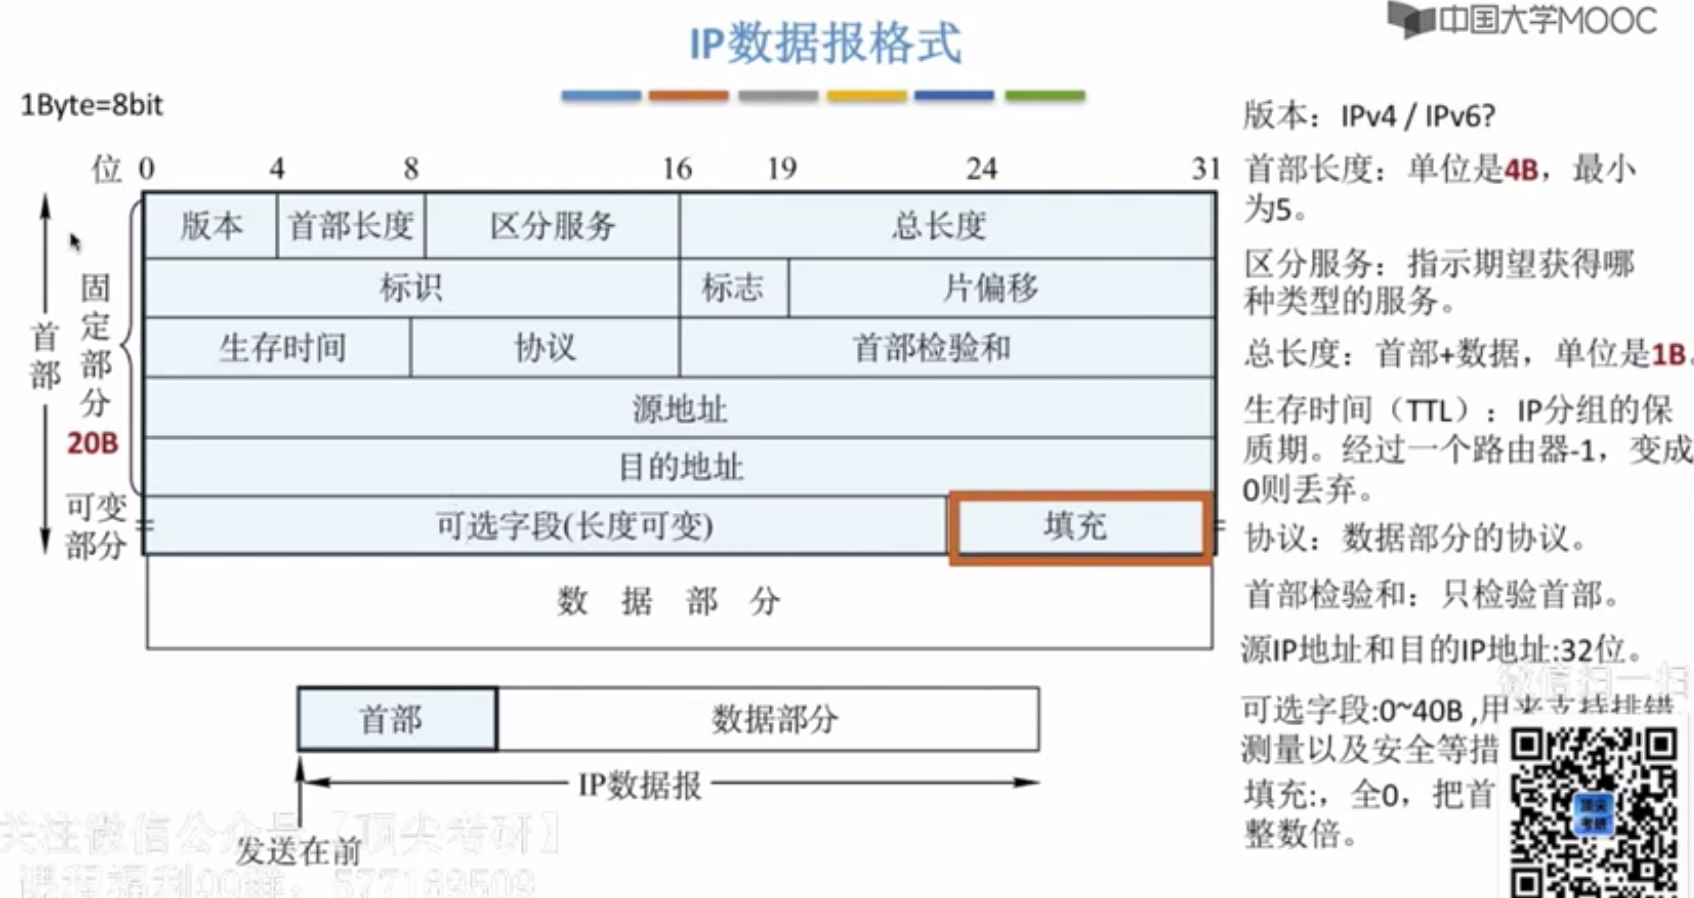 中国大学MOOC
IP数据报格式
1Byte=8bit
位 0 4 8 16 19 24 31
版本 首部长度 区分服务 总长度
标识 标志 片偏移
生存时间 协议 首部检验和
源地址
目的地址
可选字段(长度可变) 填充
数 据 部 分
首部
固定部分
20B
可变
部分
首部 数据部分
IP数据报
发送在前
版本：IPv4 / IPv6?
首部长度：单位是4B，最小
为5。
区分服务：指示期望获得哪
种类型的服务。
总长度：首部+数据，单位是1B。
生存时间（TTL）：IP分组的保
质期。经过一个路由器-1，变成
0则丢弃。
协议：数据部分的协议。
首部检验和：只检验首部。
源IP地址和目的IP地址:32位。
微信扫一扫
可选字段:0~40B ,用来支持排错
测量以及安全等措
填充:，全0，把首
整数倍。
顶尖
考研
关注微信公众号【顶尖考研】
课程福利QQ群：577189509